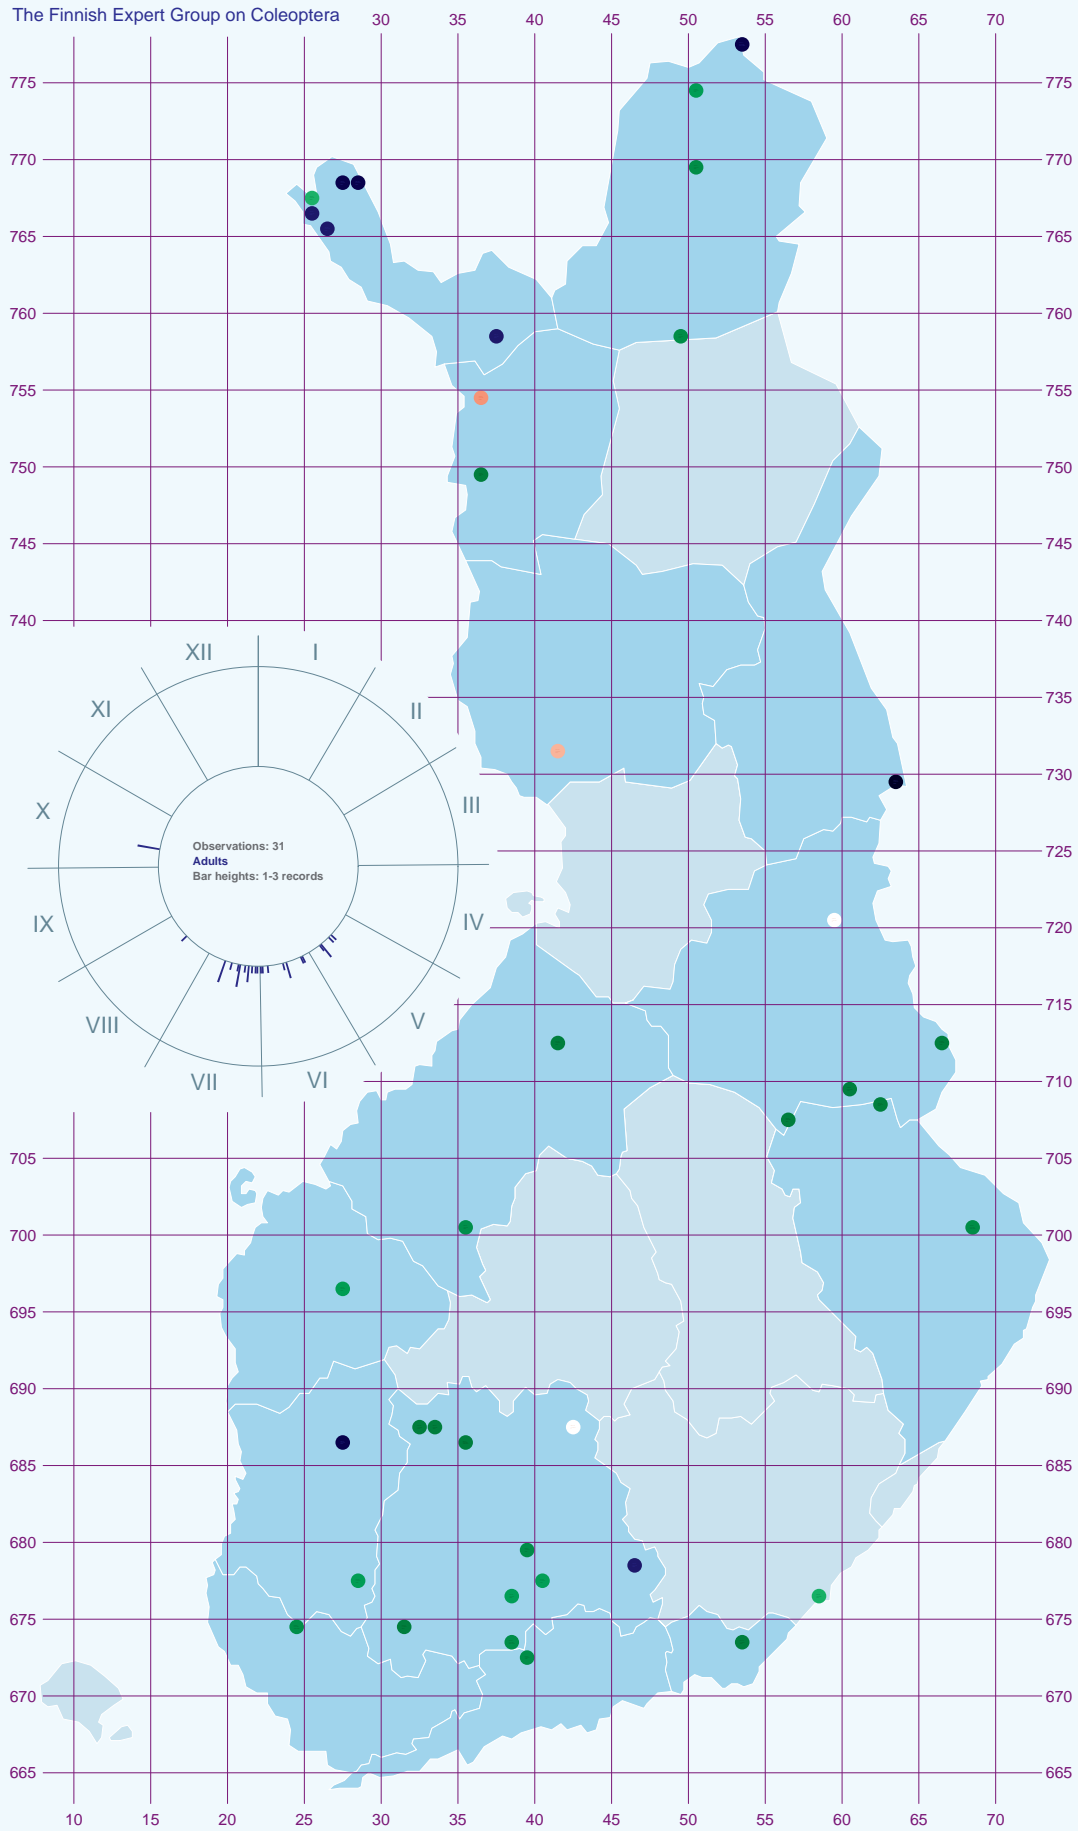 The Finnish Expert Group on Coleoptera
30 35 40 45 50 55 60 65 70
775 775
770 770
765 765
760 760
755 755
750 750
745 745
740 740
735
730
725
720
715
710
705 705
700 700
695 695
690 690
685 685
680 680
675 675
670 670
665 665
XII I
XI II
X III
IX IV
VIII V
VII VI
Observations: 31
Adults
Bar heights: 1-3 records
10 15 20 25 30 35 40 45 50 55 60 65 70